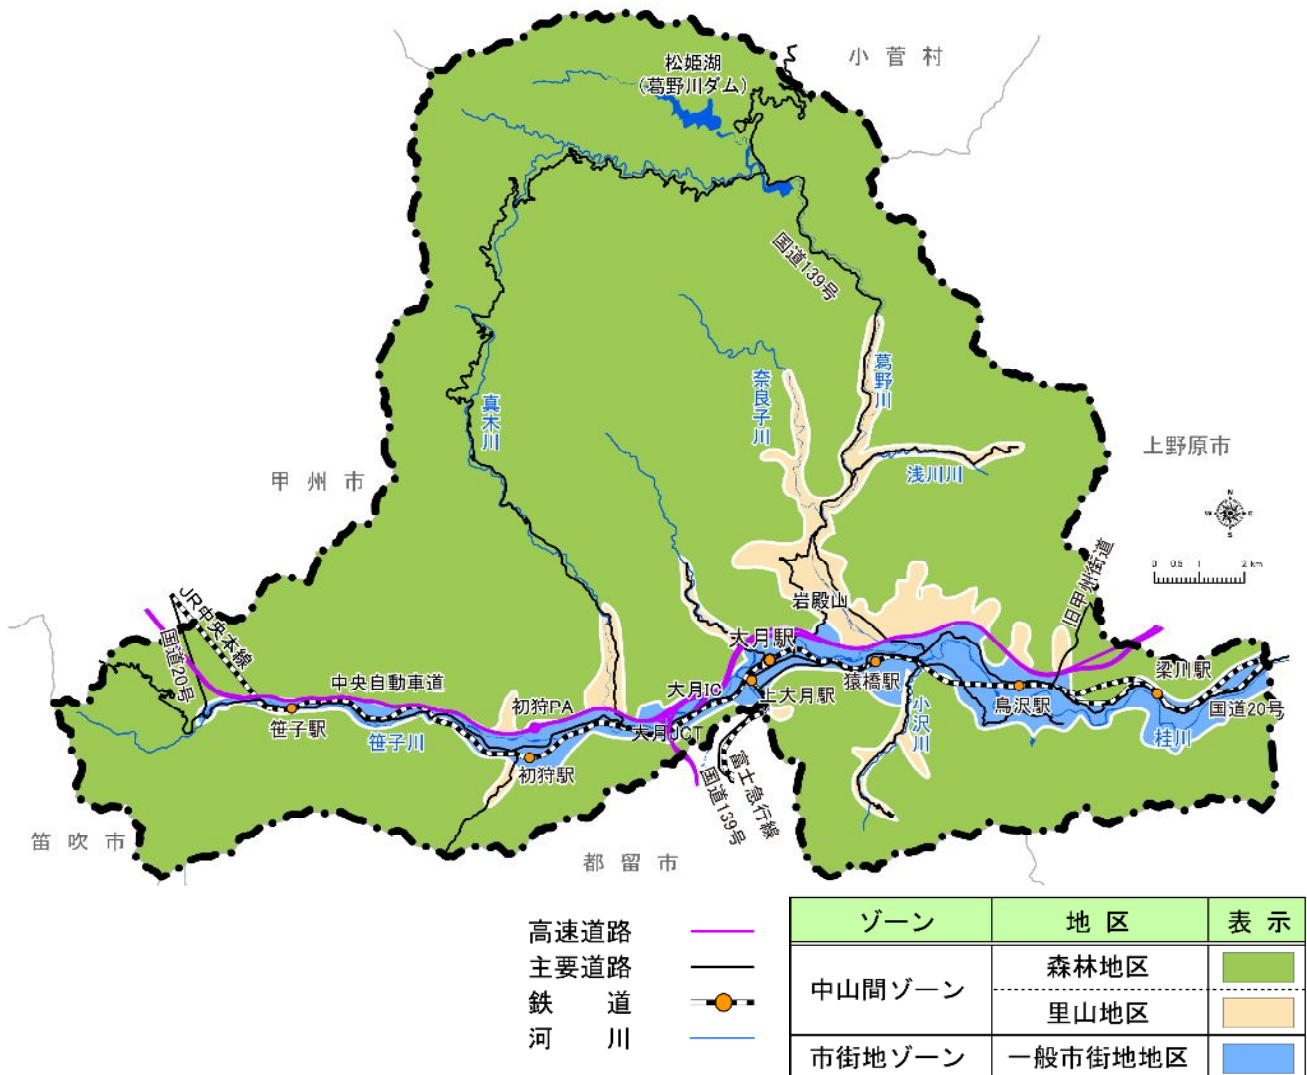 小菅村
松姫湖
(葛野川ダム)
国道139号
葛野川
奈良子川
真木川
浅川川
上野原市
甲州市
N
W
E
S
0 0.5 1 2 km
旧甲州街道
岩殿山
JR中央本線
国道20号
大月駅
中央自動車道
大月IC
上大月駅
猿橋駅
梁川駅
初狩PA
鳥沢駅
国道20号
笹子駅
笹子川
大月JCT
小沢川
桂川
初狩駅
富士急行線
国道139号
笛吹市
都留市
高速道路
主要道路
鉄道
河川
ゾーン 地区 表示
中山間ゾーン 森林地区
里山地区
市街地ゾーン 一般市街地地区